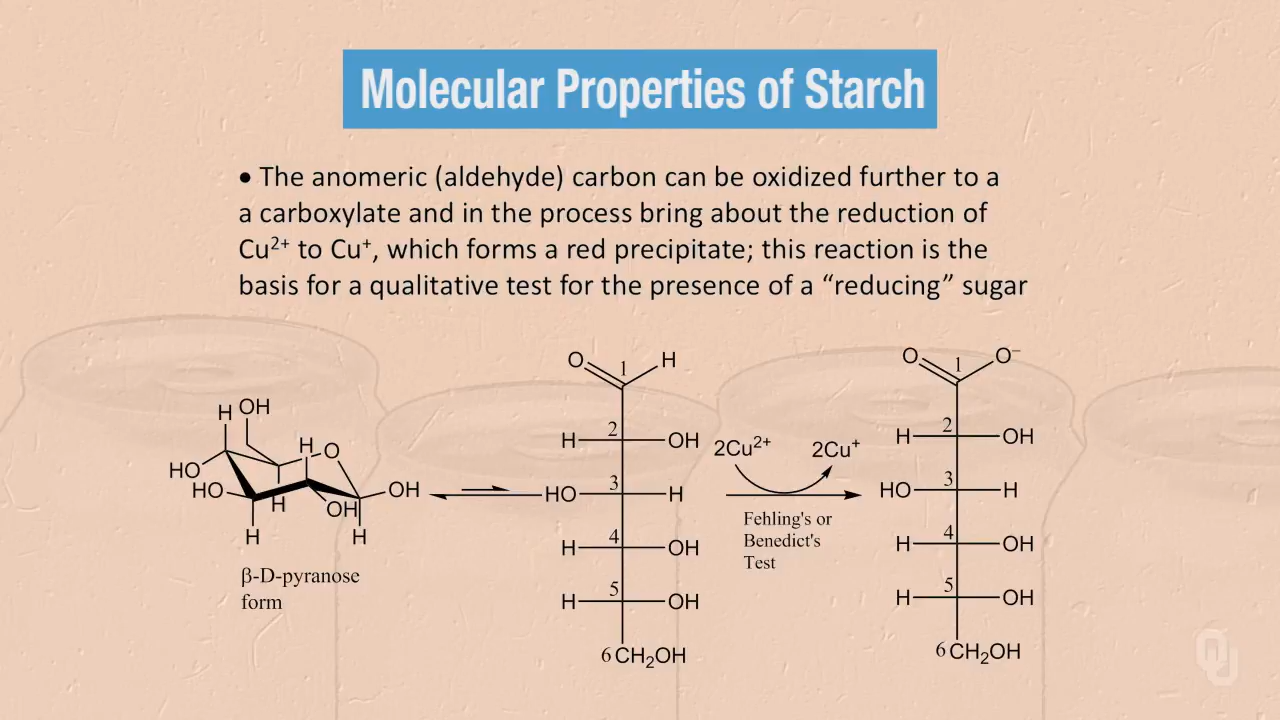 Molecular Properties of Starch
• The anomeric (aldehyde) carbon can be oxidized further to a
a carboxylate and in the process bring about the reduction of
Cu²⁺ to Cu⁺, which forms a red precipitate; this reaction is the
basis for a qualitative test for the presence of a “reducing” sugar
H OH
H O
HO
HO OH
H OH
H H
β-D-pyranose
form
O 1 H
H 2 OH
HO 3 H
H 4 OH
H 5 OH
6 CH₂OH
2Cu²⁺ 2Cu⁺
Fehling's or
Benedict's
Test
O 1 O⁻
H 2 OH
HO 3 H
H 4 OH
H 5 OH
6 CH₂OH
OU